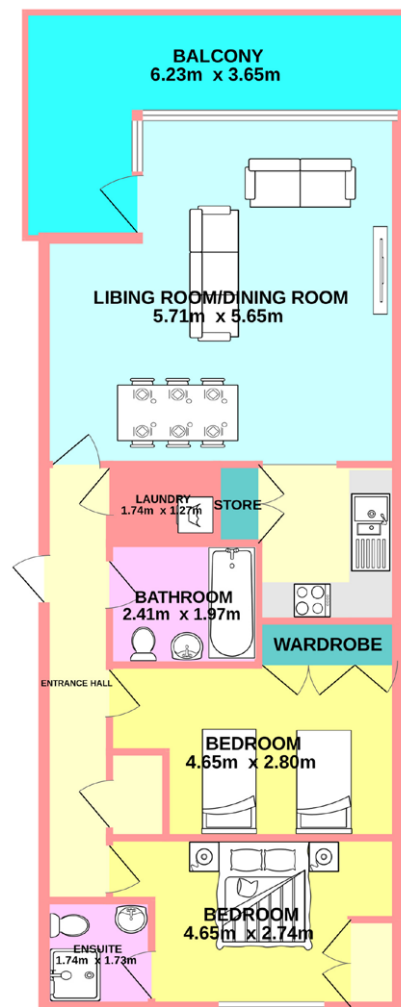 BALCONY
6.23m x 3.65m
LIBING ROOM/DINING ROOM
5.71m x 5.65m
LAUNDRY
1.74m x 1.27m
STORE
BATHROOM
2.41m x 1.97m
WARDROBE
ENTRANCE HALL
BEDROOM
4.65m x 2.80m
BEDROOM
4.65m x 2.74m
ENSUITE
1.74m x 1.73m